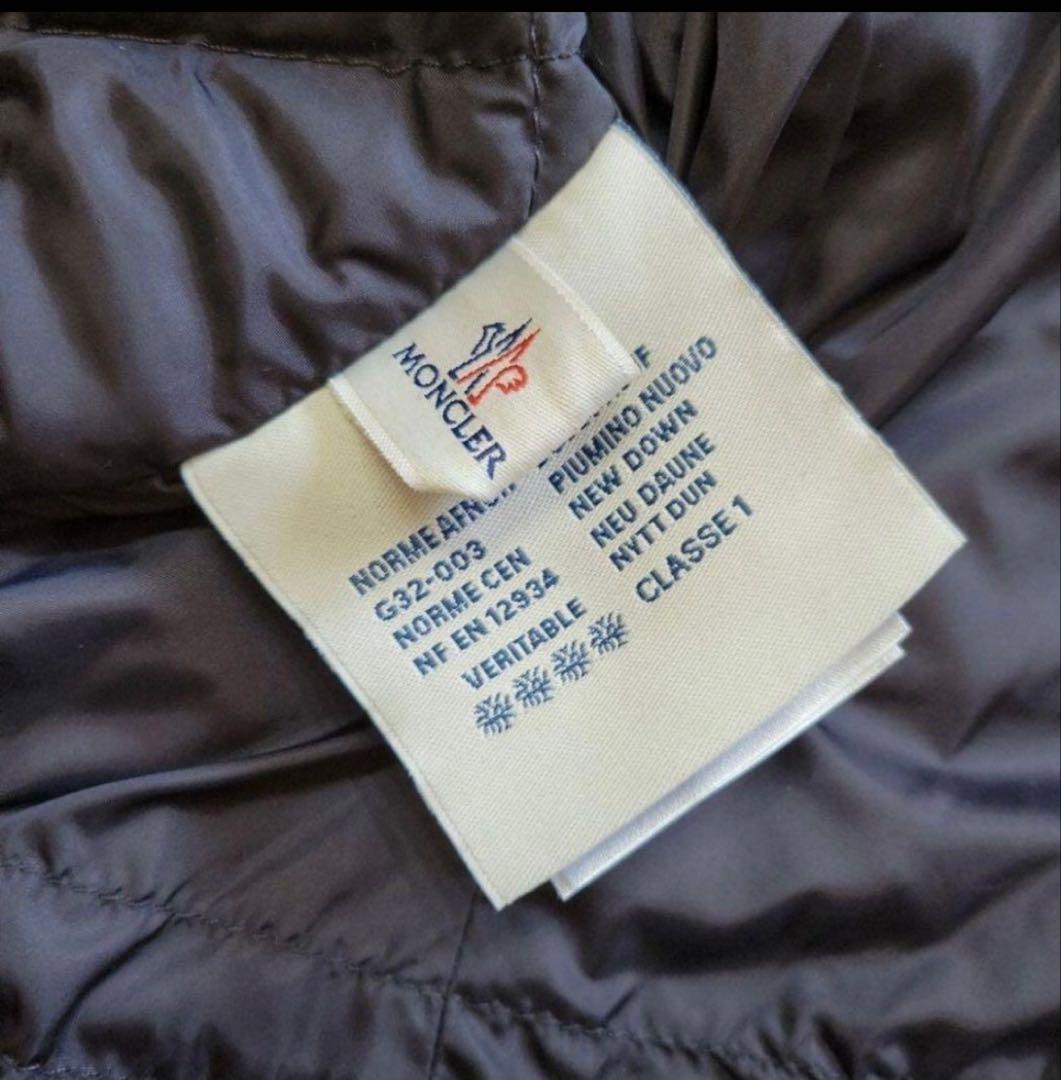 MONCLER
NORME AFNOR
G32-003
NORME CEN
NF EN 12934
VERITABLE
PIUMINO NUOVO
NEW DOWN
NEU DAUNE
NYTT DUN
CLASSE 1